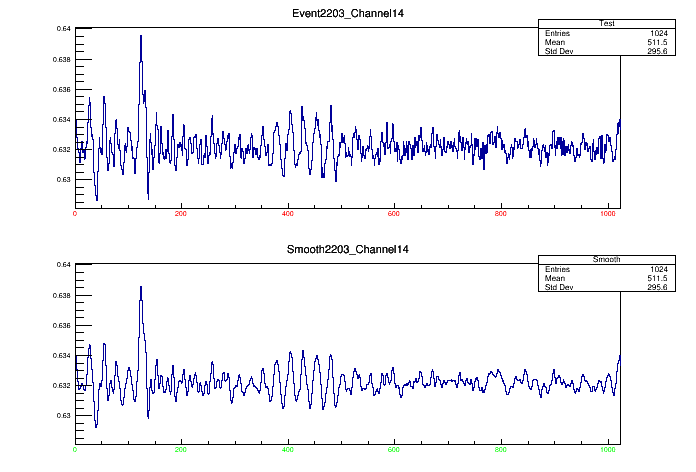 Event2203_Channel14
Test
Entries 1024
Mean 511.5
Std Dev 295.6
0.64
0.638
0.636
0.634
0.632
0.63
0 200 400 600 800 1000
Smooth2203_Channel14
Smooth
Entries 1024
Mean 511.5
Std Dev 295.6
0.64
0.638
0.636
0.634
0.632
0.63
0 200 400 600 800 1000